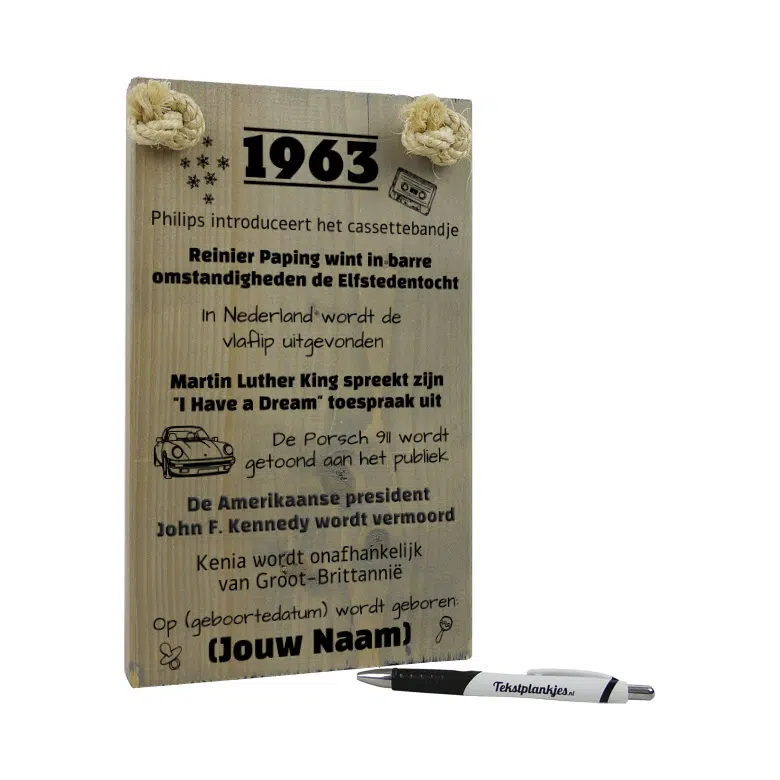 1963
Philips introduceert het cassettebandje
Reinier Paping wint in barre
omstandigheden de Elfstedentocht
In Nederland wordt de
vlaflip uitgevonden
Martin Luther King spreekt zijn
"I Have a Dream" toespraak uit
De Porsch 911 wordt
getoond aan het publiek
De Amerikaanse president
John F. Kennedy wordt vermoord
Kenia wordt onafhankelijk
van Groot-Brittannië
Op (geboortedatum) wordt geboren:
(Jouw Naam)
Tekstplankjes.nl